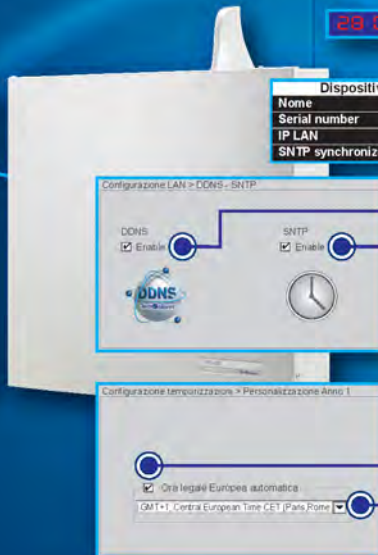 Dispositiv
Nome
Serial number
IP LAN
SNTP synchroniz
Configurazione LAN > DDNS - SNTP
DDNS
SNTP
Enable
Enable
DDNS
Configurazione temporizzazioni > Personalizzazione Anno 1
Ora legale Europea automatica
GMT+1, Central European Time CET (Paris, Rome